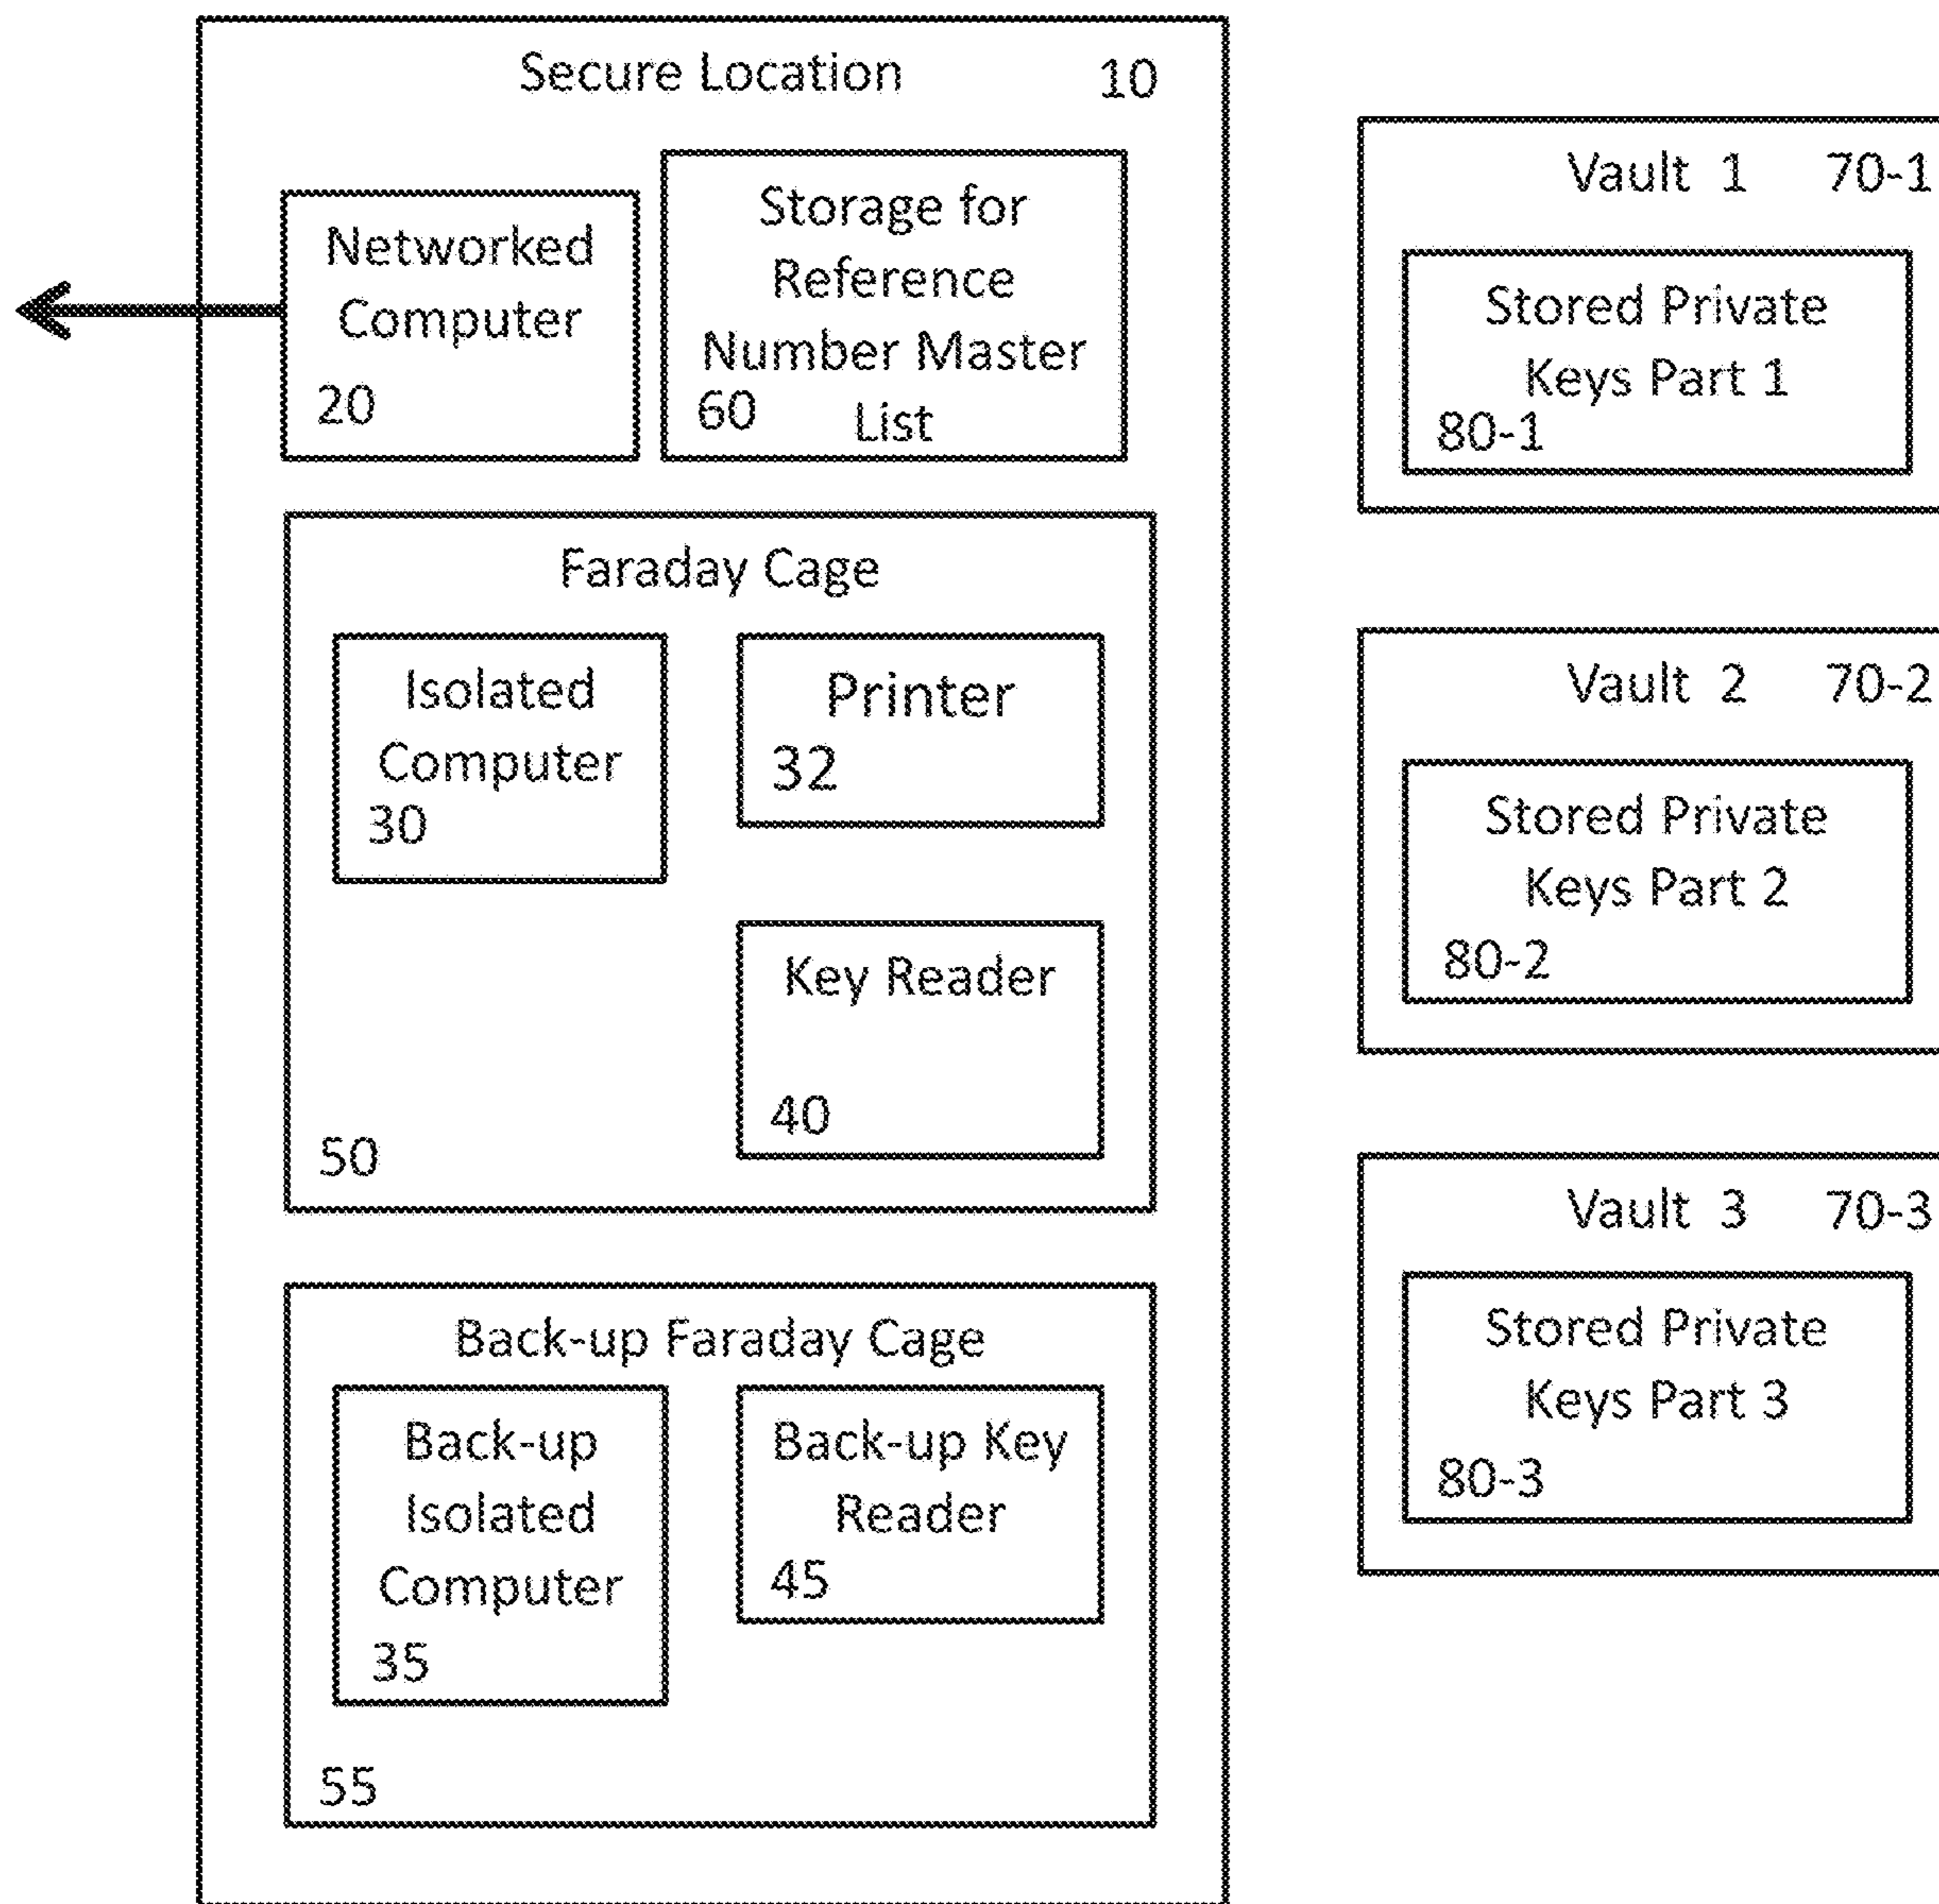 Secure Location 10
Networked
Computer
20
Storage for
Reference
Number Master
60 List
Faraday Cage
Isolated
Computer
30
Printer
32
Key Reader
40
50
Back-up Faraday Cage
Back-up
Isolated
Computer
35
Back-up Key
Reader
45
55
Vault 1 70-1
Stored Private
Keys Part 1
80-1
Vault 2 70-2
Stored Private
Keys Part 2
80-2
Vault 3 70-3
Stored Private
Keys Part 3
80-3